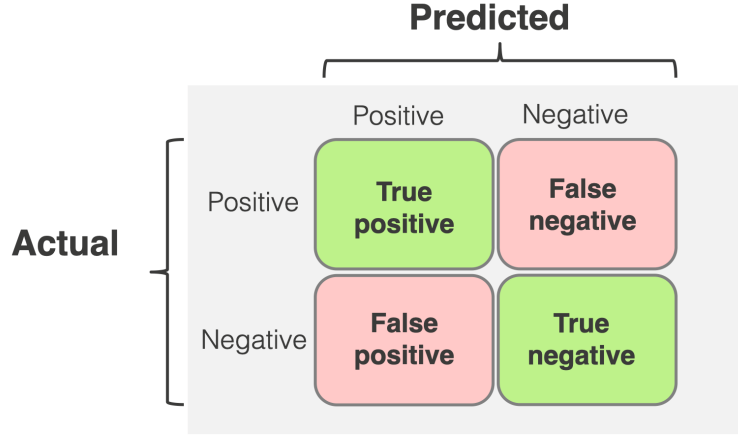 Predicted
Positive Negative
Positive
True
positive
False
negative
Actual
Negative
False
positive
True
negative